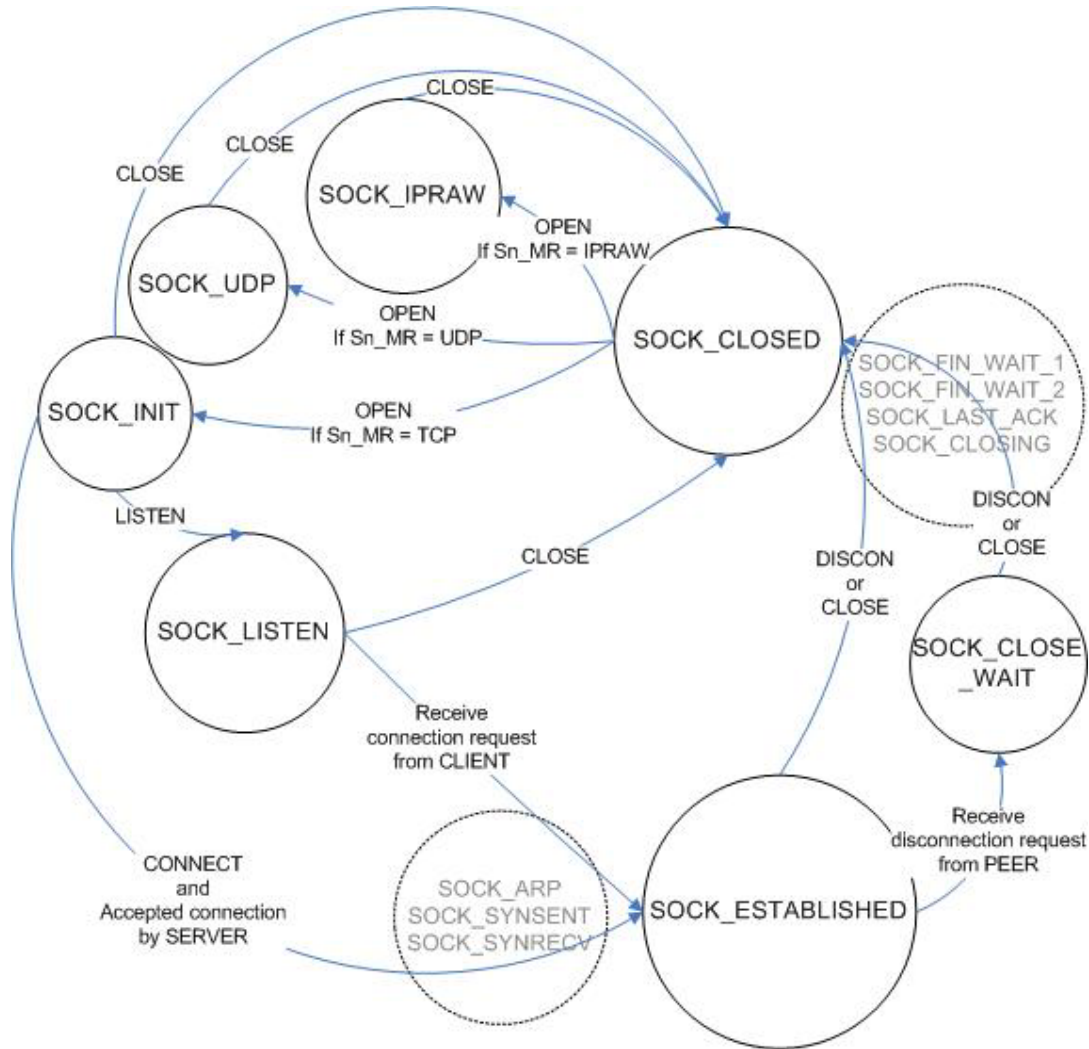 CLOSE
CLOSE
CLOSE
SOCK_IPRAW
OPEN
If Sn_MR = IPRAW
SOCK_UDP
OPEN
If Sn_MR = UDP
SOCK_CLOSED
SOCK_FIN_WAIT_1
SOCK_FIN_WAIT_2
SOCK_LAST_ACK
SOCK_CLOSING
SOCK_INIT
OPEN
If Sn_MR = TCP
LISTEN
DISCON
or
CLOSE
CLOSE
DISCON
or
CLOSE
SOCK_LISTEN
SOCK_CLOSE
_WAIT
Receive
connection request
from CLIENT
Receive
disconnection request
from PEER
CONNECT
and
Accepted connection
by SERVER
SOCK_ARP
SOCK_SYNSENT
SOCK_SYNRECV
SOCK_ESTABLISHED